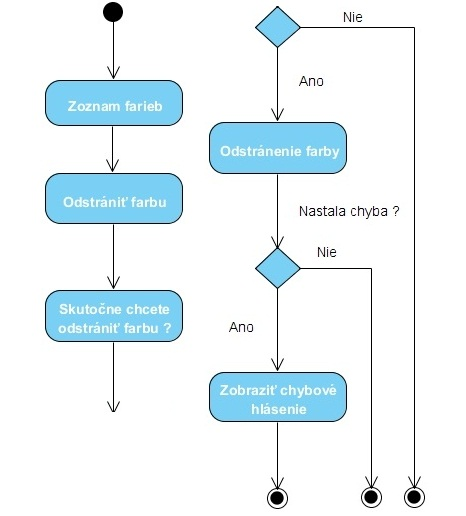 Zoznam farieb
Odstrániť farbu
Skutočne chcete
odstrániť farbu ?
Nie
Ano
Odstránenie farby
Nastala chyba ?
Nie
Ano
Zobraziť chybové
hlásenie